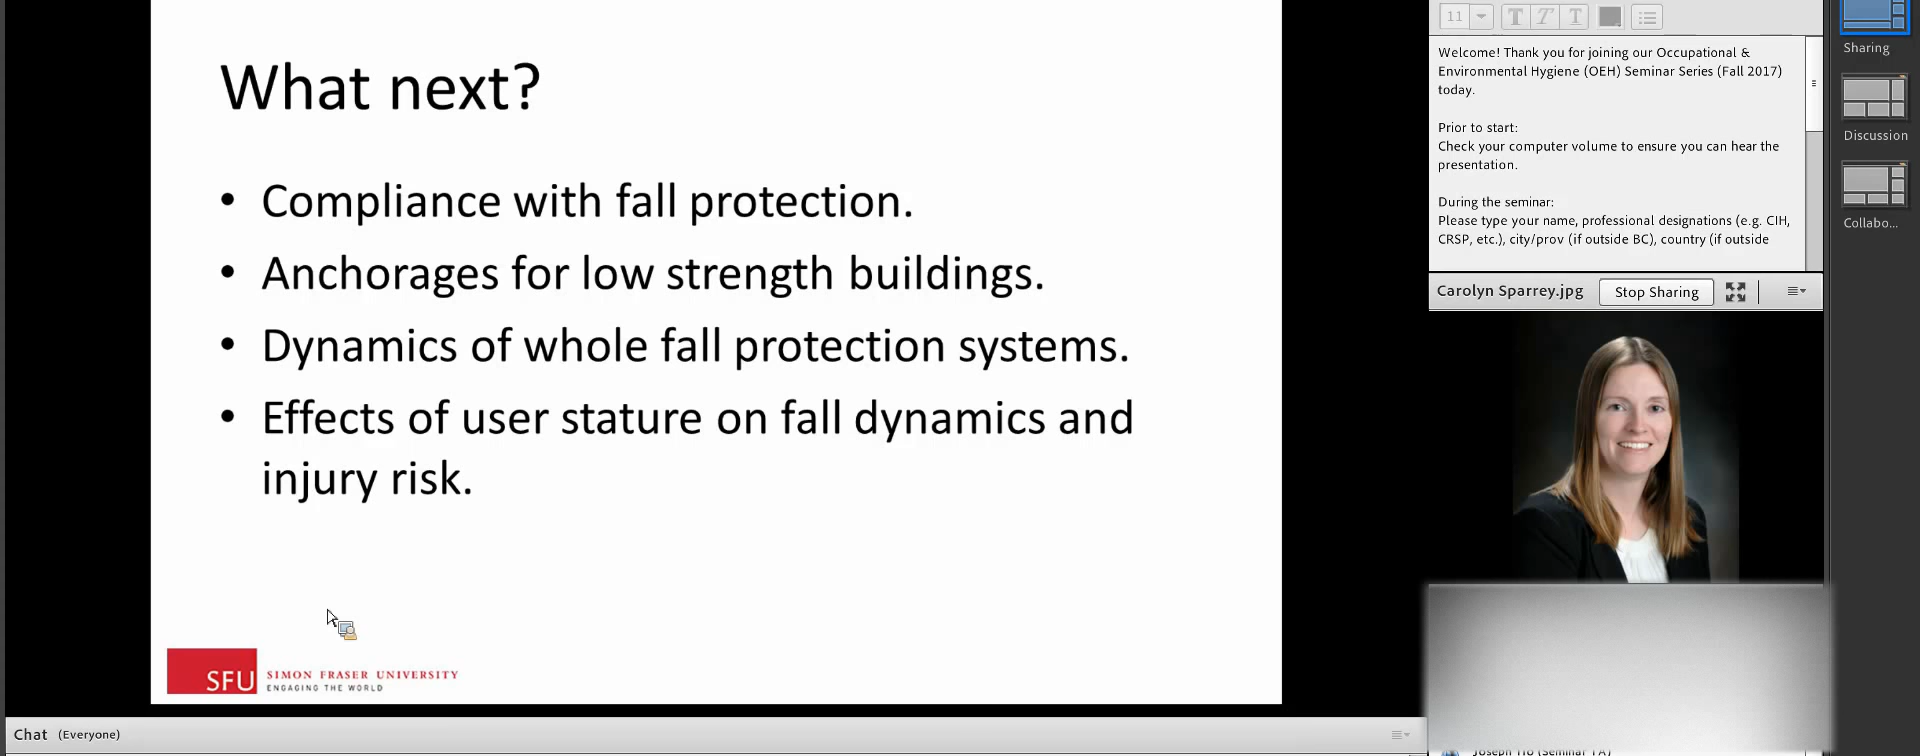 What next?
• Compliance with fall protection.
• Anchorages for low strength buildings.
• Dynamics of whole fall protection systems.
• Effects of user stature on fall dynamics and
injury risk.
SFU
SIMON FRASER UNIVERSITY
ENGAGING THE WORLD
Chat (Everyone)
11
Welcome! Thank you for joining our Occupational &
Environmental Hygiene (OEH) Seminar Series (Fall 2017)
today.
Prior to start:
Check your computer volume to ensure you can hear the
presentation.
During the seminar:
Please type your name, professional designations (e.g. CIH,
CRSP, etc.), city/prov (if outside BC), country (if outside
Carolyn Sparrey.jpg
Stop Sharing
Sharing
Discussion
Collabo...